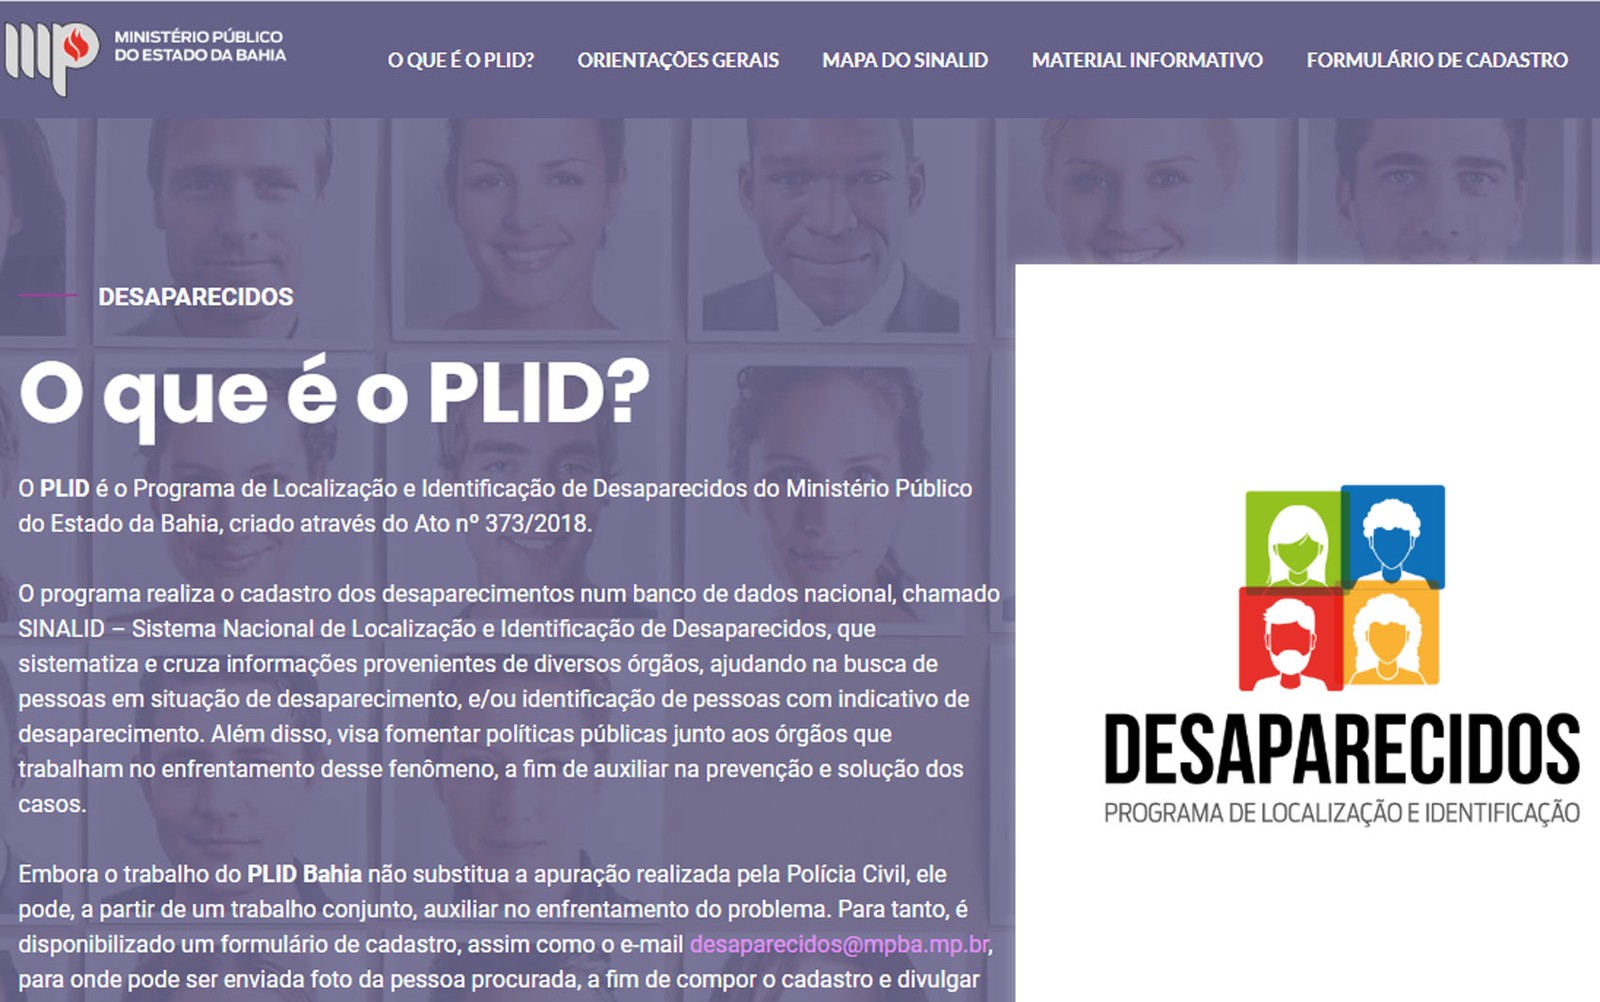 mp
MINISTÉRIO PÚBLICO
DO ESTADO DA BAHIA
O QUE É O PLID?
ORIENTAÇÕES GERAIS
MAPA DO SINALID
MATERIAL INFORMATIVO
FORMULÁRIO DE CADASTRO
DESAPARECIDOS
O que é o PLID?
O PLID é o Programa de Localização e Identificação de Desaparecidos do Ministério Público
do Estado da Bahia, criado através do Ato nº 373/2018.
O programa realiza o cadastro dos desaparecimentos num banco de dados nacional, chamado
SINALID – Sistema Nacional de Localização e Identificação de Desaparecidos, que
sistematiza e cruza informações provenientes de diversos órgãos, ajudando na busca de
pessoas em situação de desaparecimento, e/ou identificação de pessoas com indicativo de
desaparecimento. Além disso, visa fomentar políticas públicas junto aos órgãos que
trabalham no enfrentamento desse fenômeno, a fim de auxiliar na prevenção e solução dos
casos.
Embora o trabalho do PLID Bahia não substitua a apuração realizada pela Polícia Civil, ele
pode, a partir de um trabalho conjunto, auxiliar no enfrentamento do problema. Para tanto, é
disponibilizado um formulário de cadastro, assim como o e-mail desaparecidos@mpba.mp.br,
para onde pode ser enviada foto da pessoa procurada, a fim de compor o cadastro e divulgar
DESAPARECIDOS
PROGRAMA DE LOCALIZAÇÃO E IDENTIFICAÇÃO